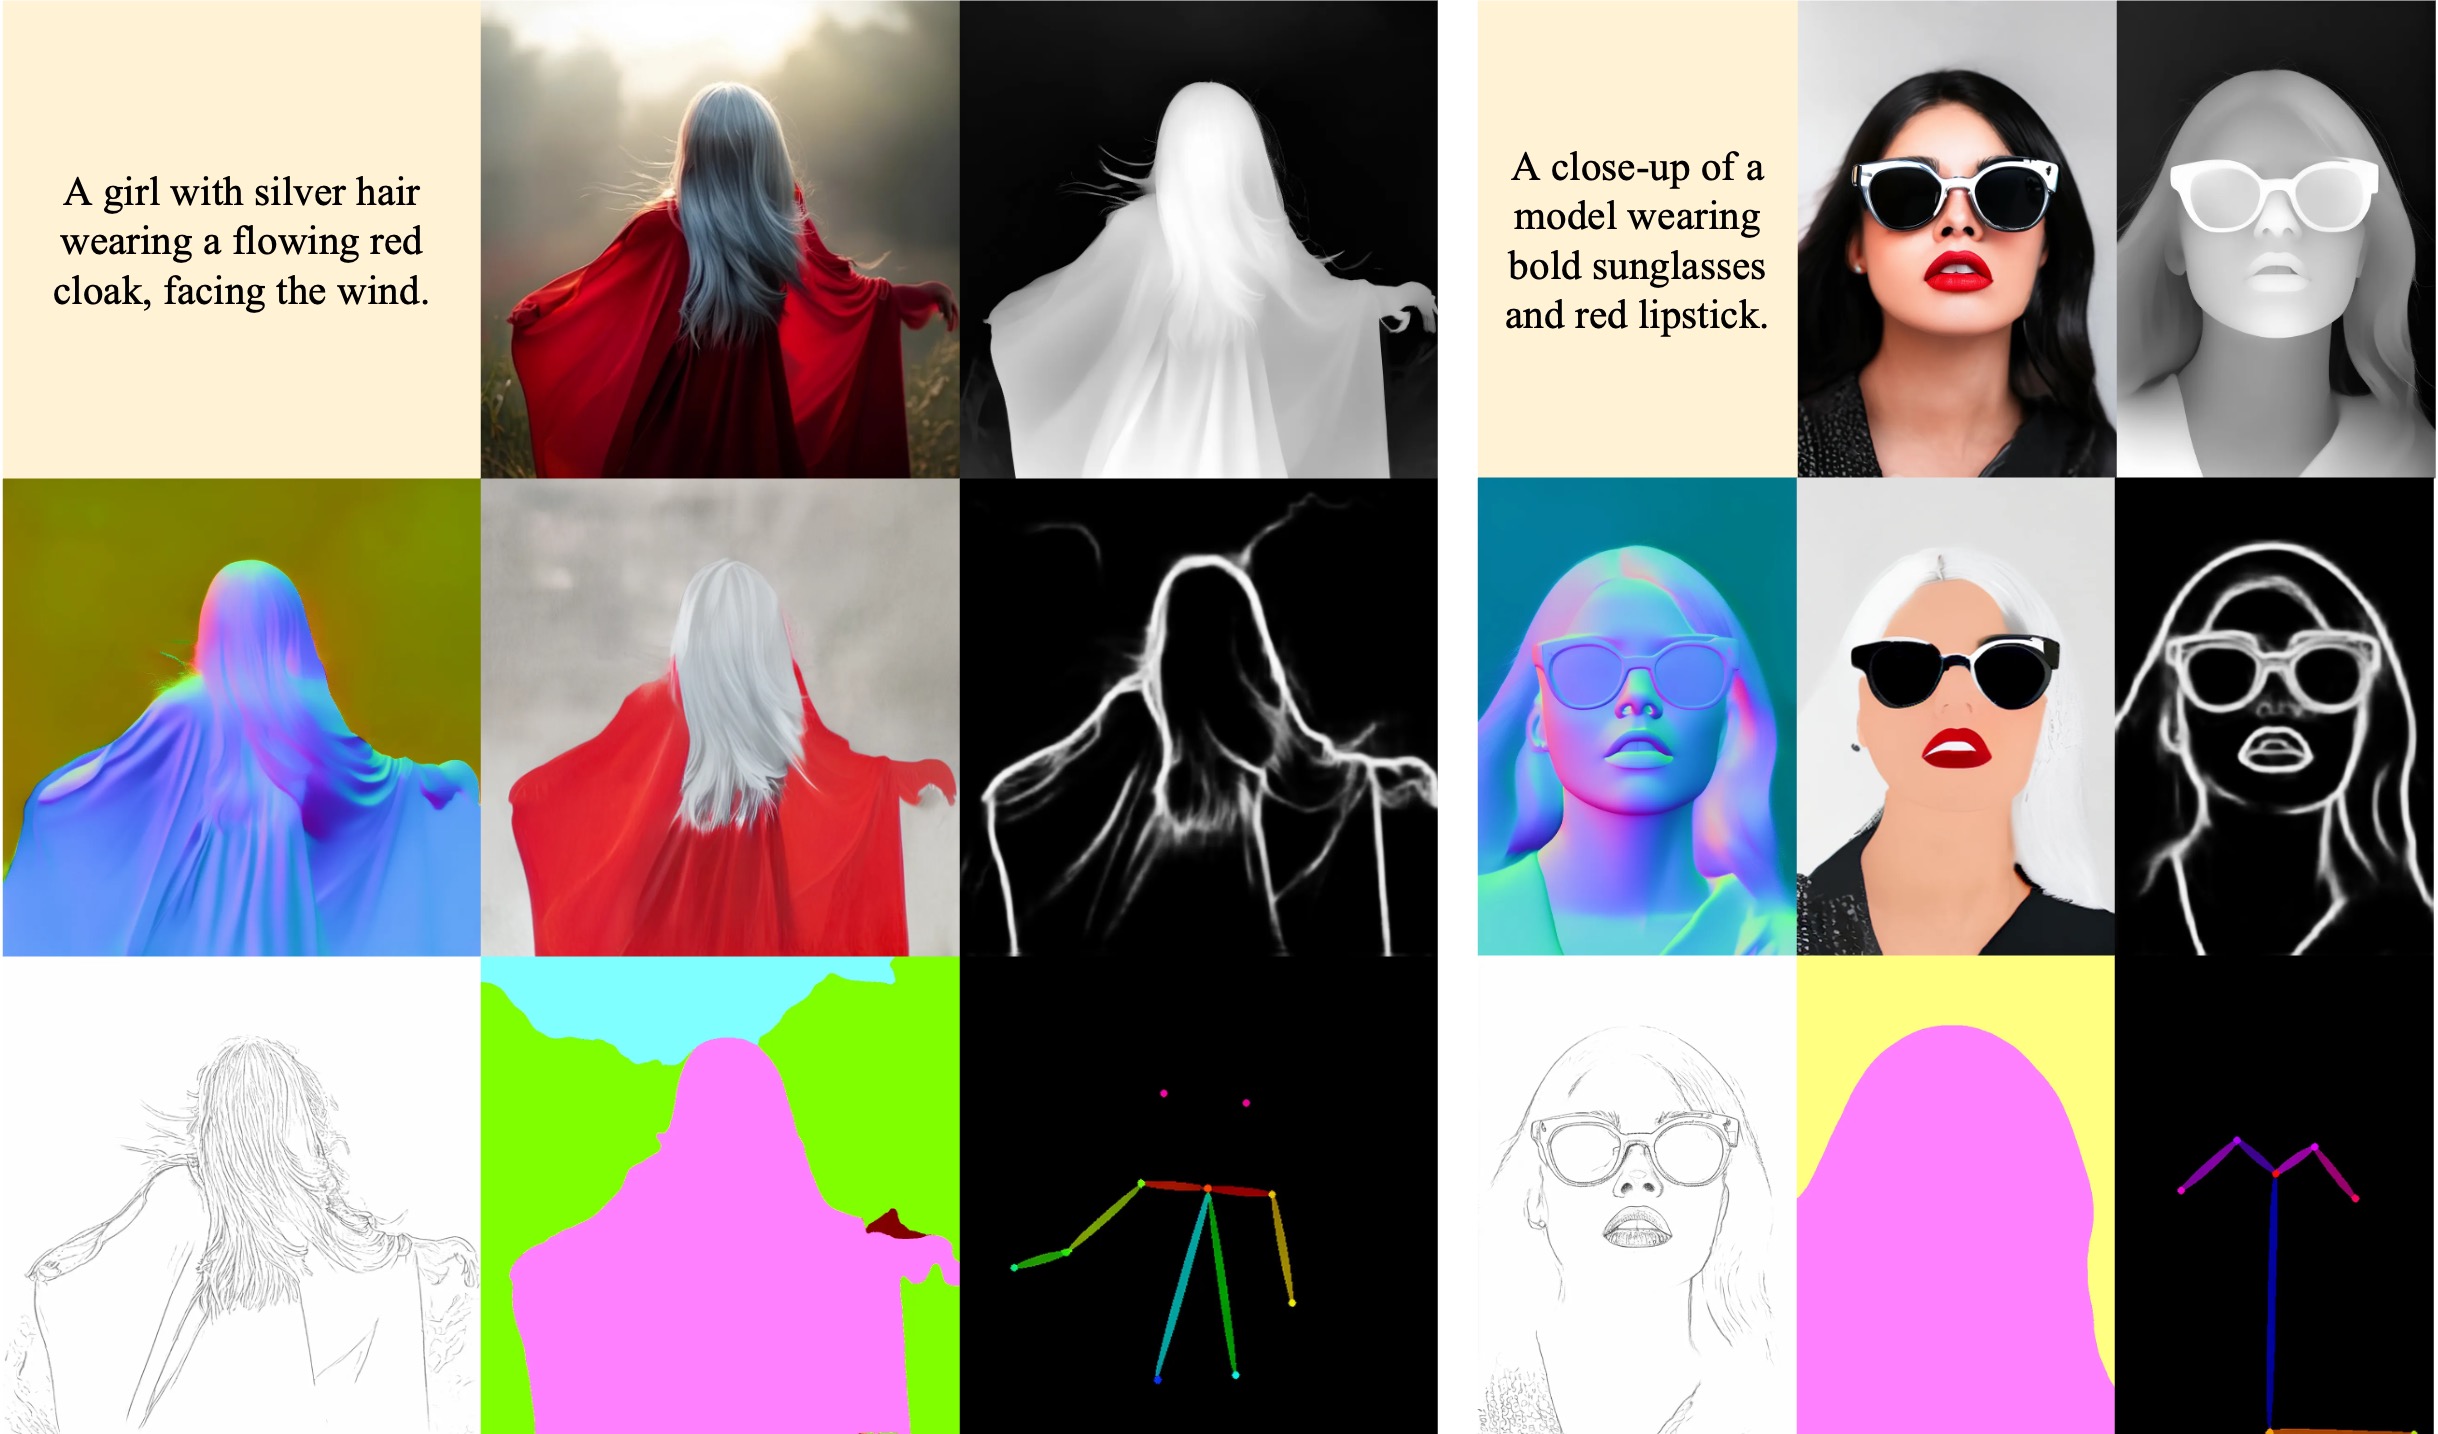 A girl with silver hair
wearing a flowing red
cloak, facing the wind.
A close-up of a
model wearing
bold sunglasses
and red lipstick.